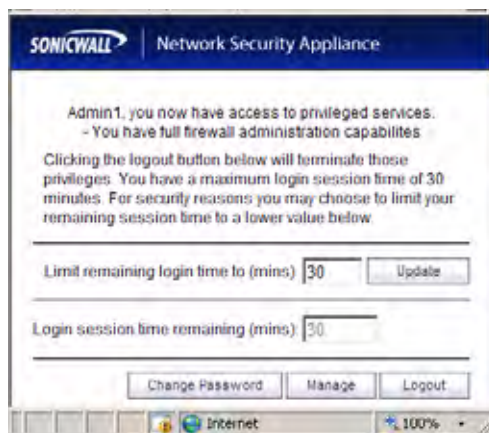 SONICWALL Network Security Appliance
Admin1, you now have access to privileged services.
- You have full firewall administration capabilites
Clicking the logout button below will terminate those
privileges. You have a maximum login session time of 30
minutes. For security reasons you may choose to limit your
remaining session time to a lower value below.
Limit remaining login time to (mins): 30 Update
Login session time remaining (mins): 30
Change Password Manage Logout
Internet 100%